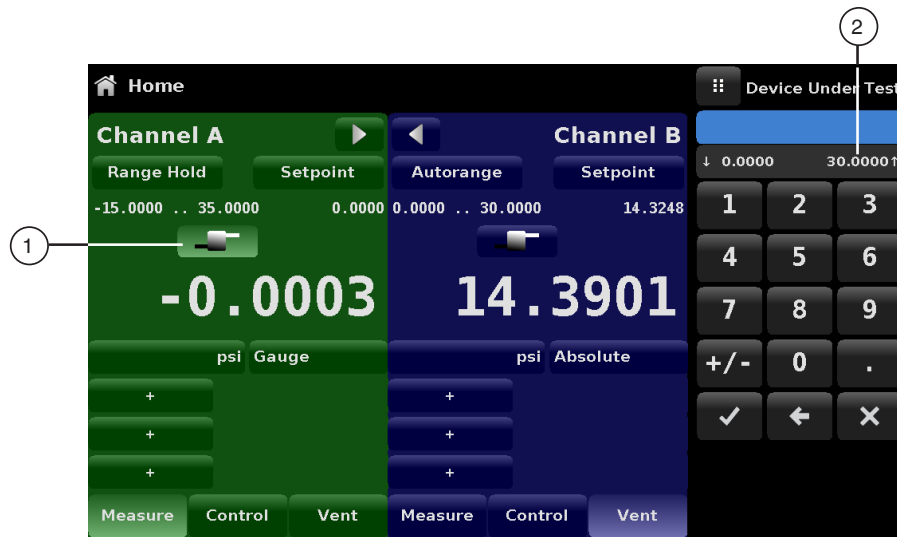 2
Home
Device Under Test
Channel A
Channel B
Range Hold Setpoint Autorange Setpoint
↓ 0.0000 30.0000↑
-15.0000 .. 35.0000 0.0000 0.0000 .. 30.0000 14.3248
1 2 3
1
4 5 6
-0.0003 14.3901
7 8 9
psi Gauge psi Absolute
+/- 0 .
+ +
+ +
+ +
Measure Control Vent Measure Control Vent